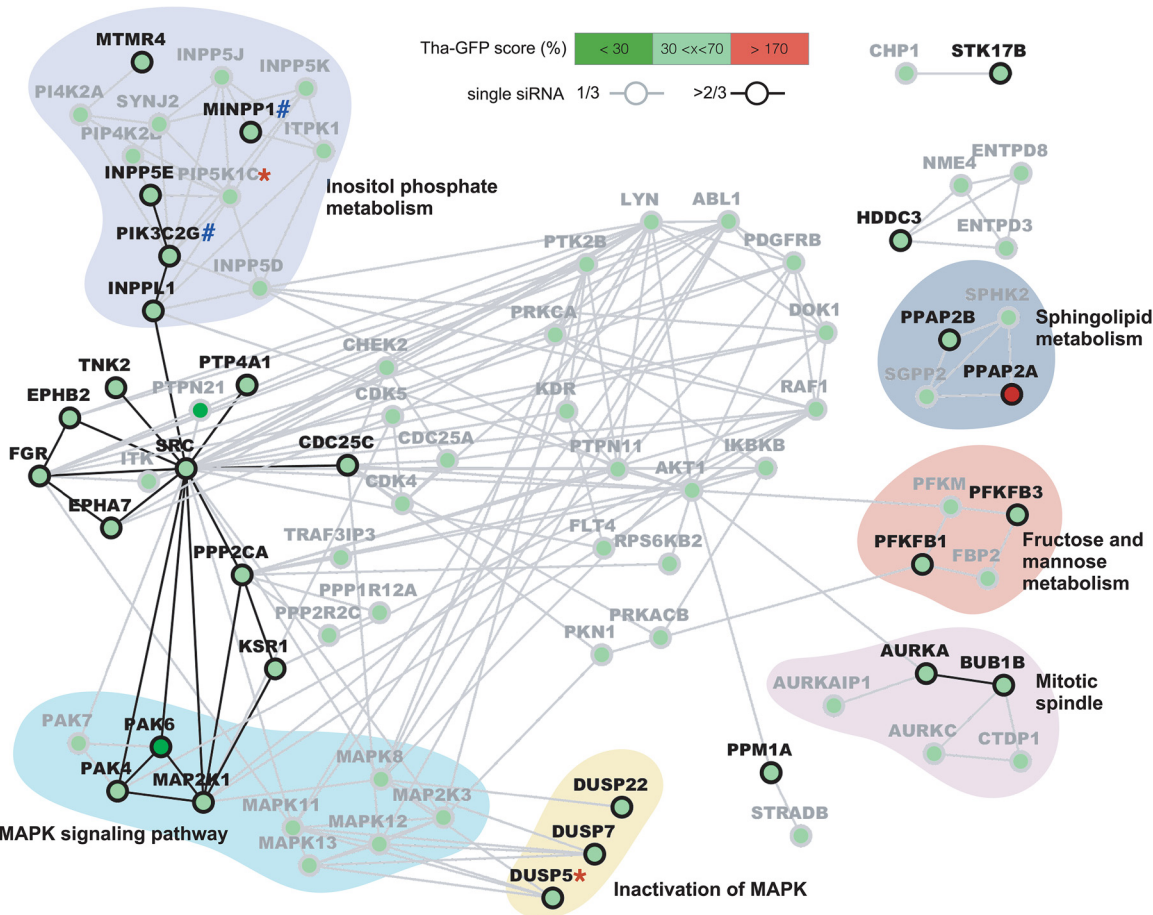 MTMR4
INPP5J
INPP5K
PI4K2A
SYNJ2
MINPP1#
PIP4K2B
ITPK1
INPP5E
PIP5K1C*
Inositol phosphate
metabolism
PIK3C2G#
INPP5D
INPPL1
Tha-GFP score (%)
< 30
30 <x<70
> 170
single siRNA
1/3
>2/3
CHP1
STK17B
NME4
ENTPD8
HDDC3
ENTPD3
LYN
ABL1
PTK2B
PDGFRB
PRKCA
DOK1
CHEK2
CDK5
KDR
RAF1
CDC25A
PTPN11
IKBKB
CDK4
AKT1
SPHK2
PPAP2B
Sphingolipid
metabolism
SGPP2
PPAP2A
TNK2
PTP4A1
EPHB2
PTPN21
FGR
ITK
SRC
CDC25C
EPHA7
PPP2CA
TRAF3IP3
FLT4
RPS6KB2
PPP1R12A
PPP2R2C
PRKACB
PKN1
KSR1
PFKM
PFKFB3
PFKFB1
FBP2
Fructose and
mannose
metabolism
AURKA
BUB1B
AURKAIP1
Mitotic
spindle
AURKC
CTDP1
PAK7
PAK6
PAK4
MAP2K1
MAPK8
MAPK11
MAP2K3
MAPK12
MAPK13
MAPK signaling pathway
DUSP22
DUSP7
DUSP5*
Inactivation of MAPK
PPM1A
STRADB